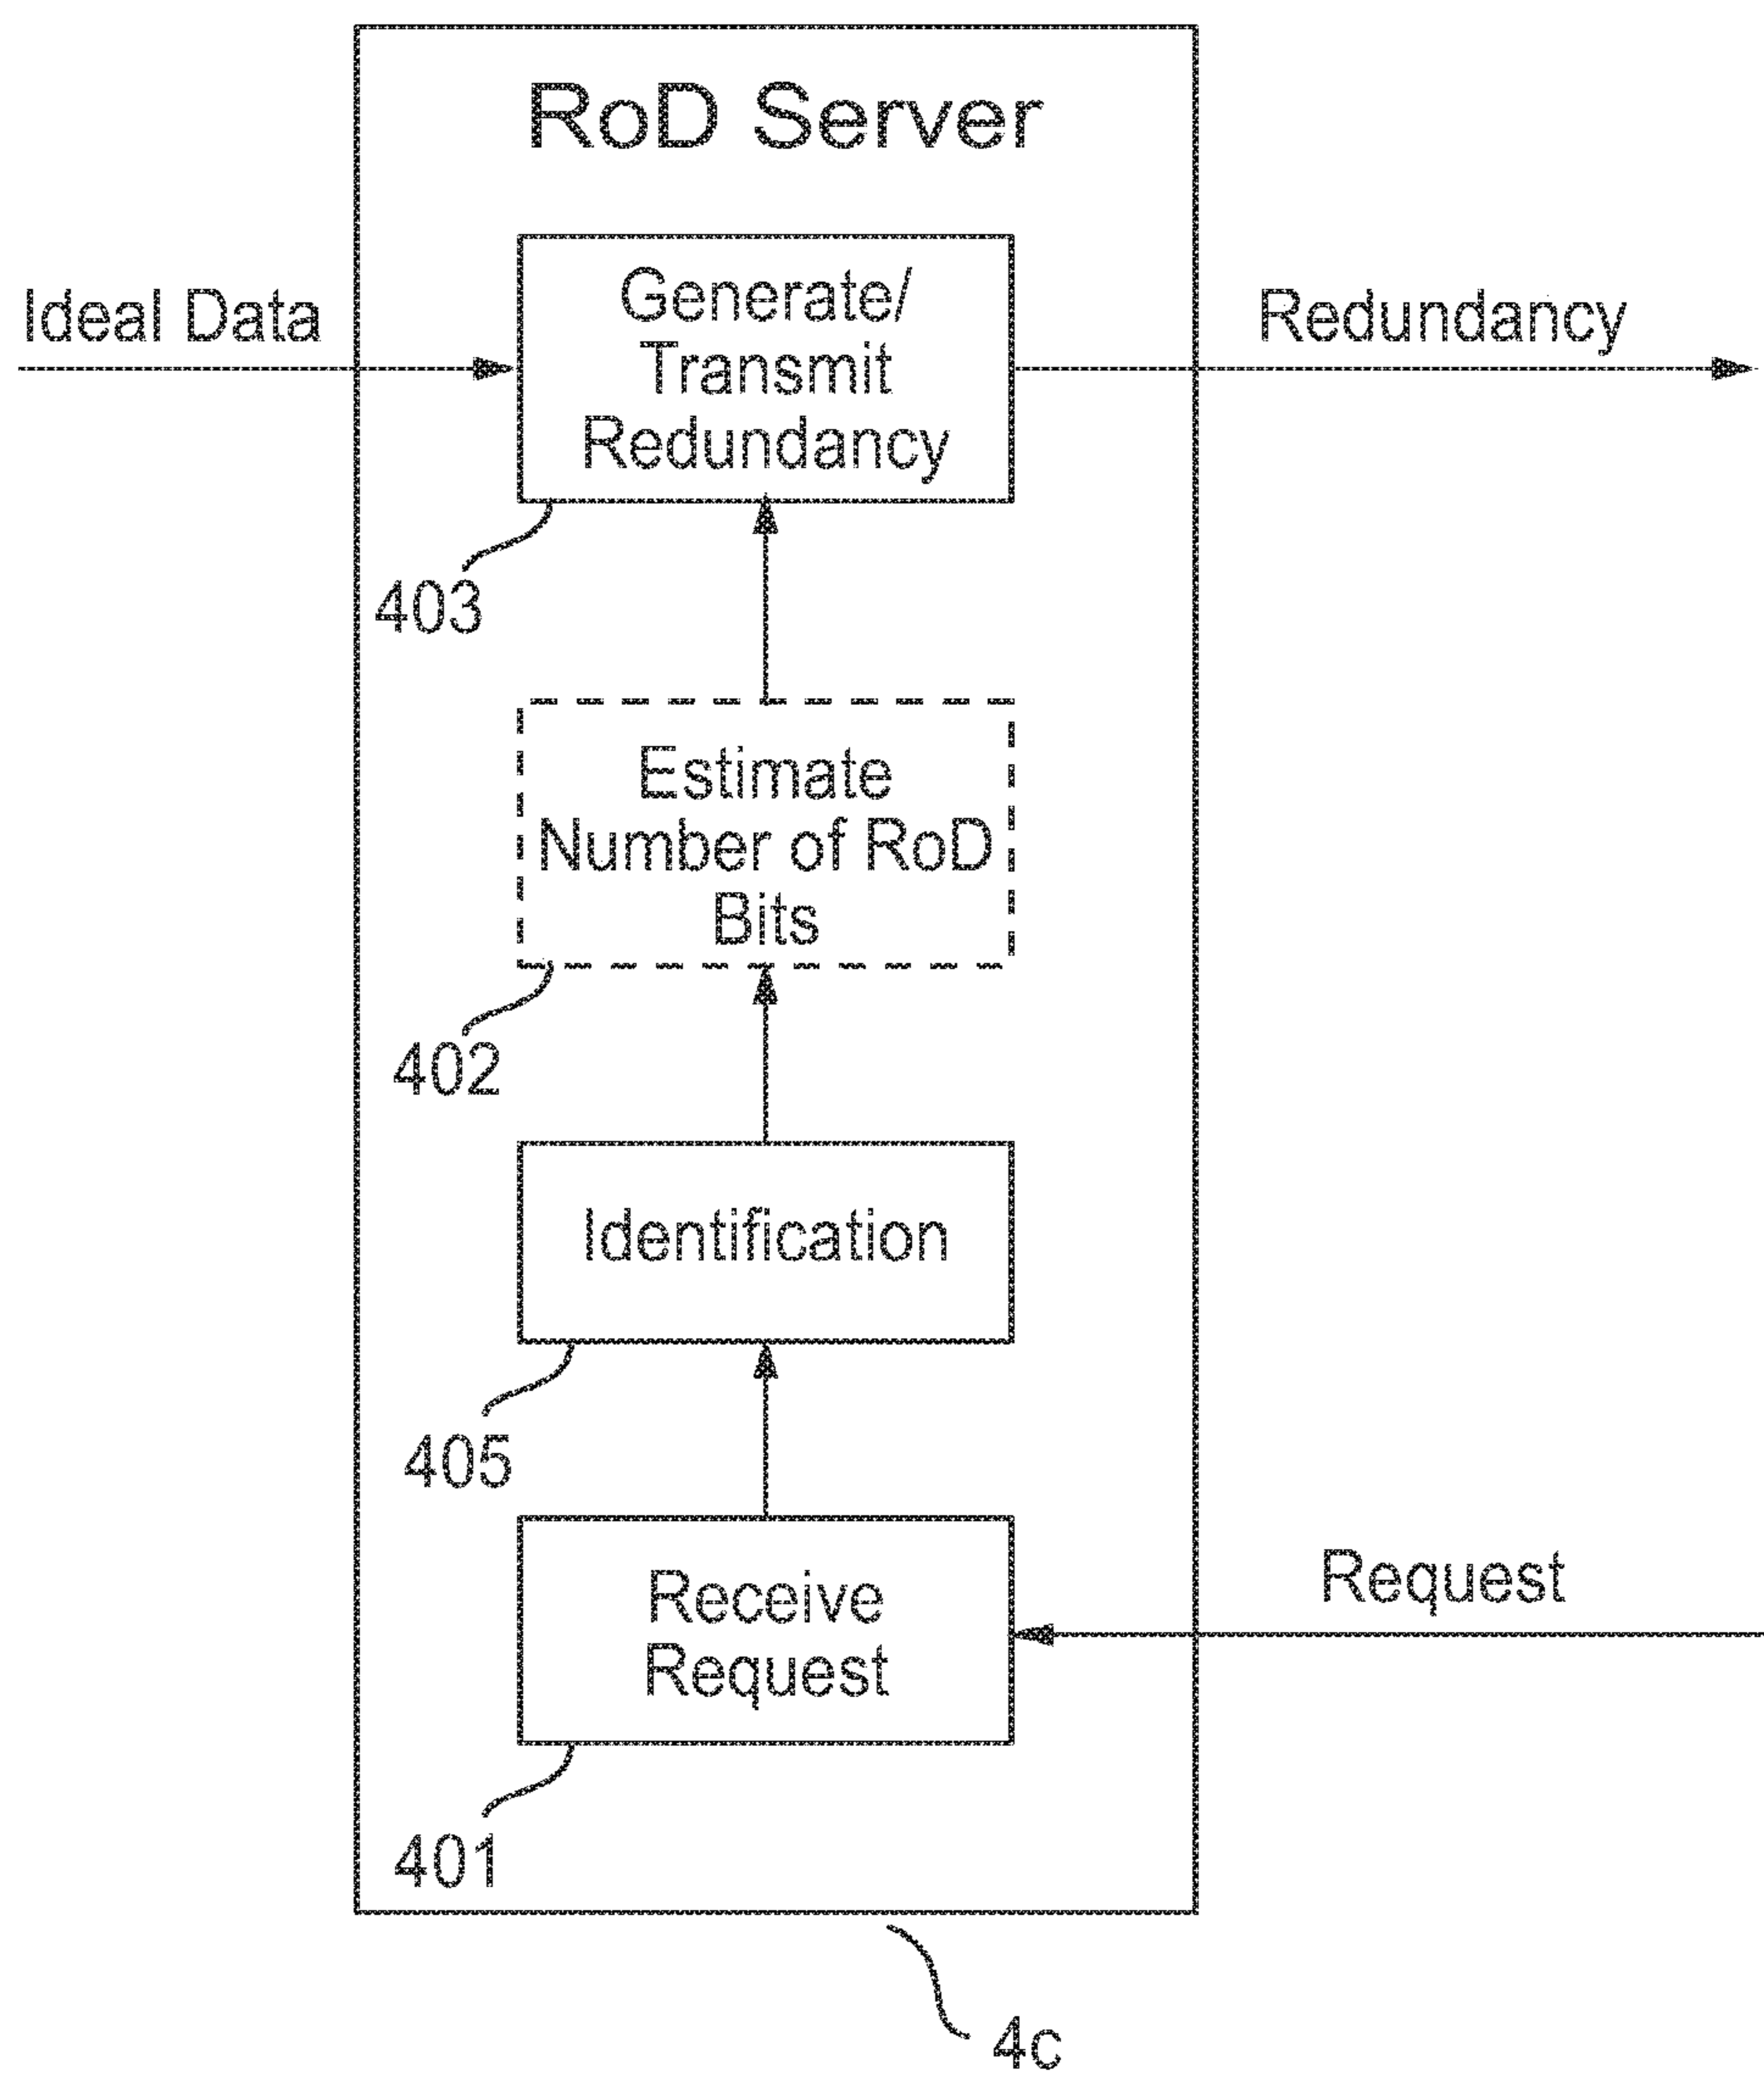 RoD Server
Ideal Data
Generate/
Transmit
Redundancy
Redundancy
403
Estimate
Number of RoD
Bits
402
Identification
405
Receive
Request
Request
401
4c